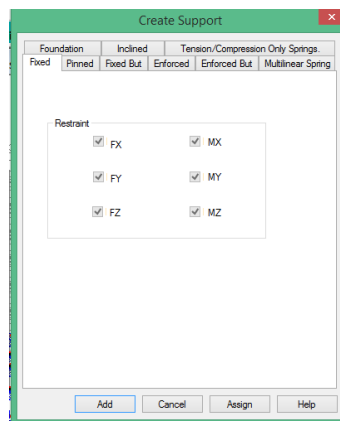 Create Support
Foundation Inclined Tension/Compression Only Springs.
Fixed Pinned Fixed But Enforced Enforced But Multilinear Spring
Restraint
FX MX
FY MY
FZ MZ
Add Cancel Assign Help